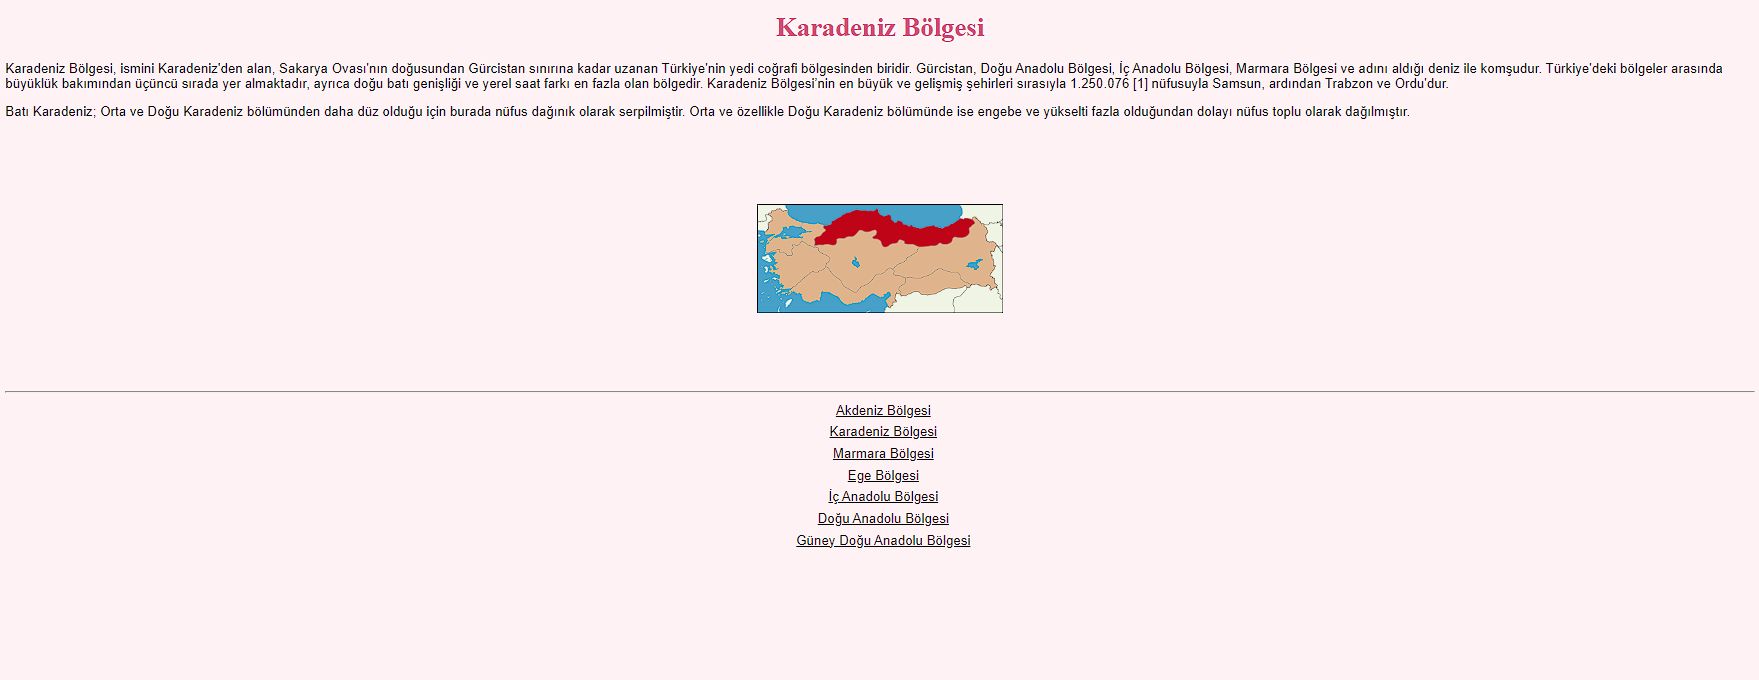 Karadeniz Bölgesi
Karadeniz Bölgesi, ismini Karadeniz'den alan, Sakarya Ovası'nın doğusundan Gürcistan sınırına kadar uzanan Türkiye'nin yedi coğrafi bölgesinden biridir. Gürcistan, Doğu Anadolu Bölgesi, İç Anadolu Bölgesi, Marmara Bölgesi ve adını aldığı deniz ile komşudur. Türkiye'deki bölgeler arasında
büyüklük bakımından üçüncü sırada yer almaktadır, ayrıca doğu batı genişliği ve yerel saat farkı en fazla olan bölgedir. Karadeniz Bölgesi'nin en büyük ve gelişmiş şehirleri sırasıyla 1.250.076 [1] nüfusuyla Samsun, ardından Trabzon ve Ordu'dur.
Batı Karadeniz; Orta ve Doğu Karadeniz bölümünden daha düz olduğu için burada nüfus dağınık olarak serpilmiştir. Orta ve özellikle Doğu Karadeniz bölümünde ise engebe ve yükselti fazla olduğundan dolayı nüfus toplu olarak dağılmıştır.
Akdeniz Bölgesi
Karadeniz Bölgesi
Marmara Bölgesi
Ege Bölgesi
İç Anadolu Bölgesi
Doğu Anadolu Bölgesi
Güney Doğu Anadolu Bölgesi